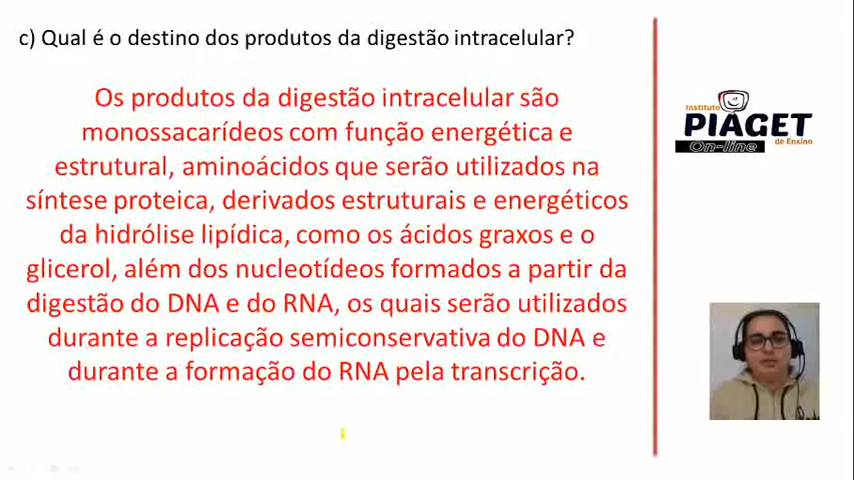 c) Qual é o destino dos produtos da digestão intracelular?
Os produtos da digestão intracelular são
monossacarídeos com função energética e
estrutural, aminoácidos que serão utilizados na
síntese proteica, derivados estruturais e energéticos
da hidrólise lipídica, como os ácidos graxos e o
glicerol, além dos nucleotídeos formados a partir da
digestão do DNA e do RNA, os quais serão utilizados
durante a replicação semiconservativa do DNA e
durante a formação do RNA pela transcrição.
Instituto
PIAGET
On-line de Ensino